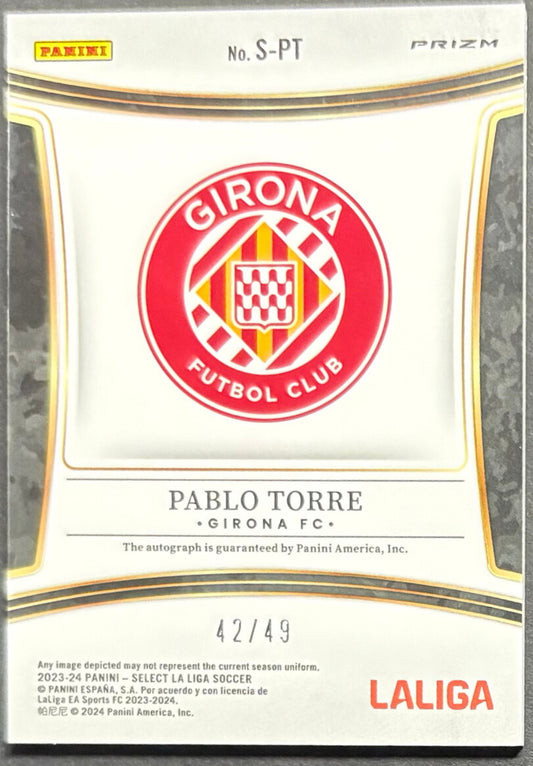 PANINI
No. S-PT
PRIZM
GIRONA
FUTBOL CLUB
PABLO TORRE
• GIRONA FC •
The autograph is guaranteed by Panini America, Inc.
42/49
Any image depicted may not represent the current season uniform.
2023-24 PANINI – SELECT LA LIGA SOCCER
© PANINI ESPAÑA, S.A. Por acuerdo y con licencia de
LaLiga EA Sports FC 2023-2024.
帕尼尼 © 2024 Panini America, Inc.
LALIGA